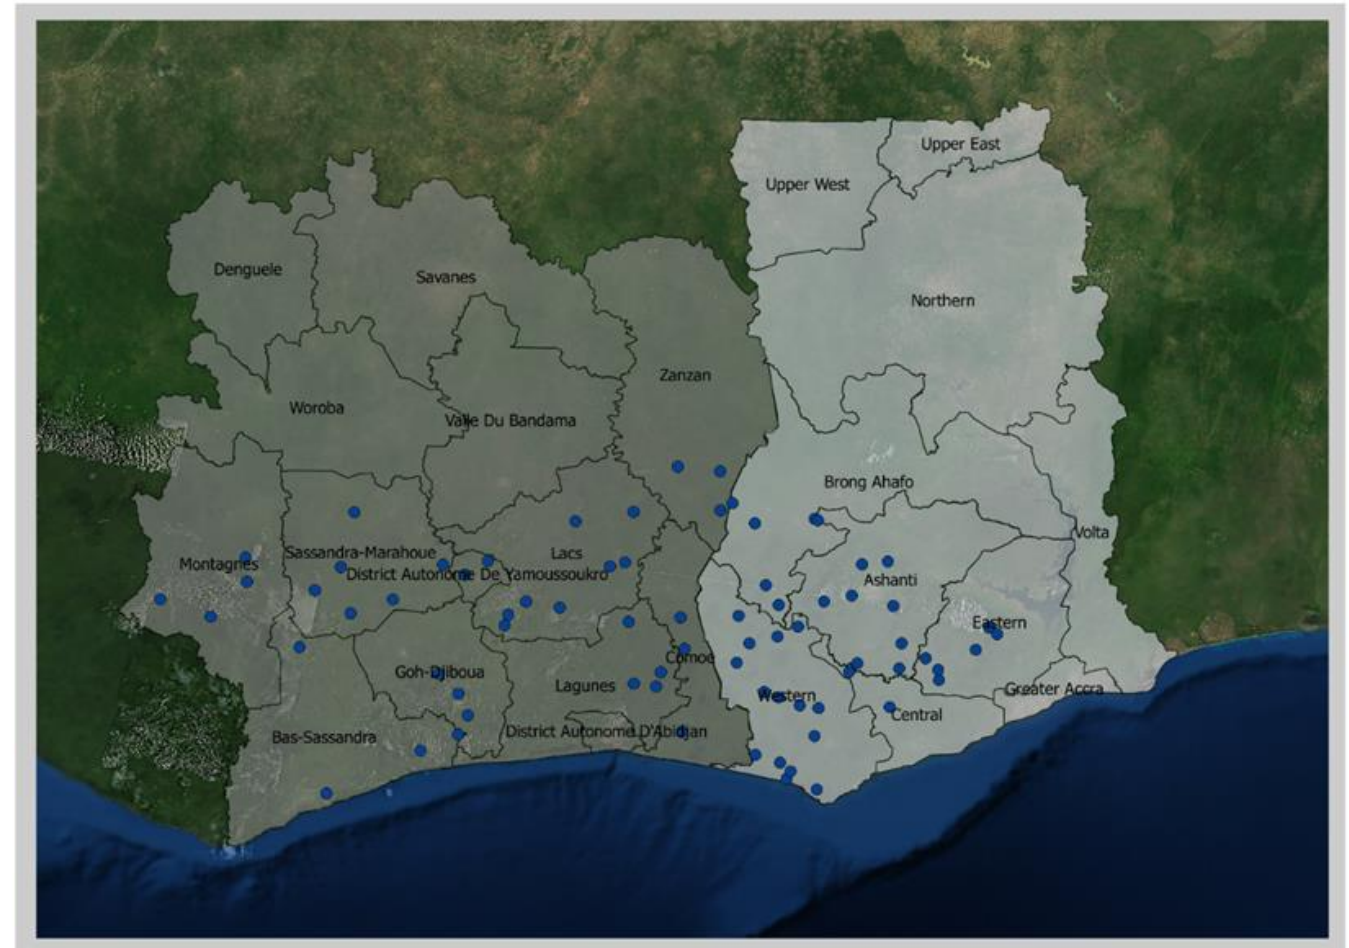 Upper East
Upper West
Denguele
Savanes
Northern
Zanzan
Woroba
Valle Du Bandama
Brong Ahafo
Volta
Sassandra-Marahoue
Lacs
Montagnes
District Autonome De Yamoussoukro
Ashanti
Eastern
Comoe
Goh-Djiboua
Lagunes
Western
Greater Accra
Central
Bas-Sassandra
District Autonome D'Abidjan